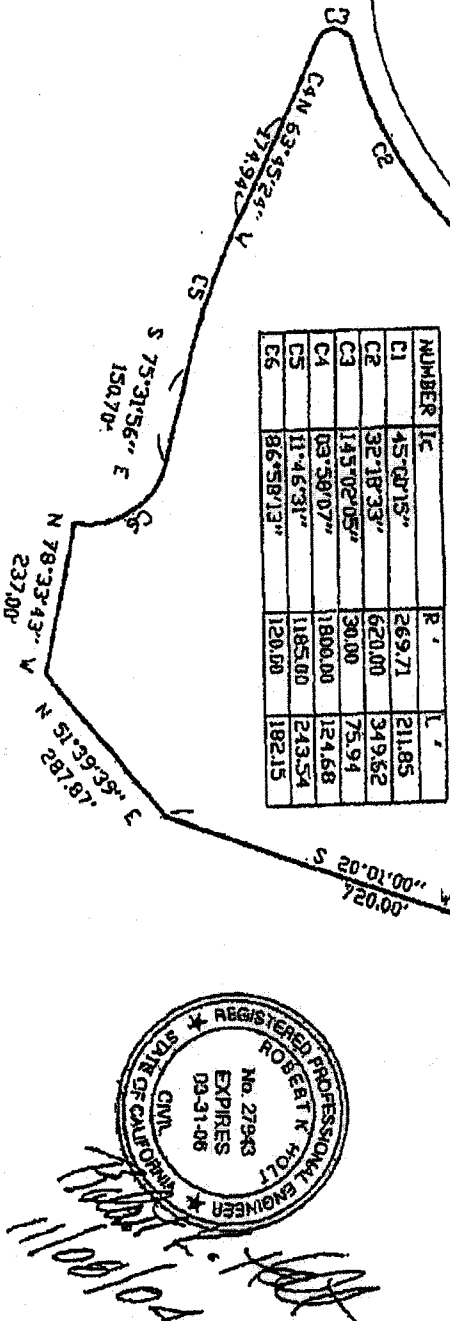 C3
C2
C4
N 63°45'24" W
174.94'
C5
S 75°31'56" E
150.70'
C6
N 78°33'43" W
237.00'
N 51°39'39" E
287.87'
S 20°01'00"
720.00'
NUMBER R ' L '
C1 45°00'15" 269.71 211.85
C2 32°18'33" 620.00 349.62
C3 145°02'05" 30.00 75.94
C4 03°58'07" 1800.00 124.68
C5 11°46'31" 1185.00 243.54
C6 86°58'13" 120.00 182.15
REGISTERED PROFESSIONAL ENGINEER
ROBERT K HOLT
No. 27943
EXPIRES
03-31-06
CIVIL
STATE OF CALIFORNIA